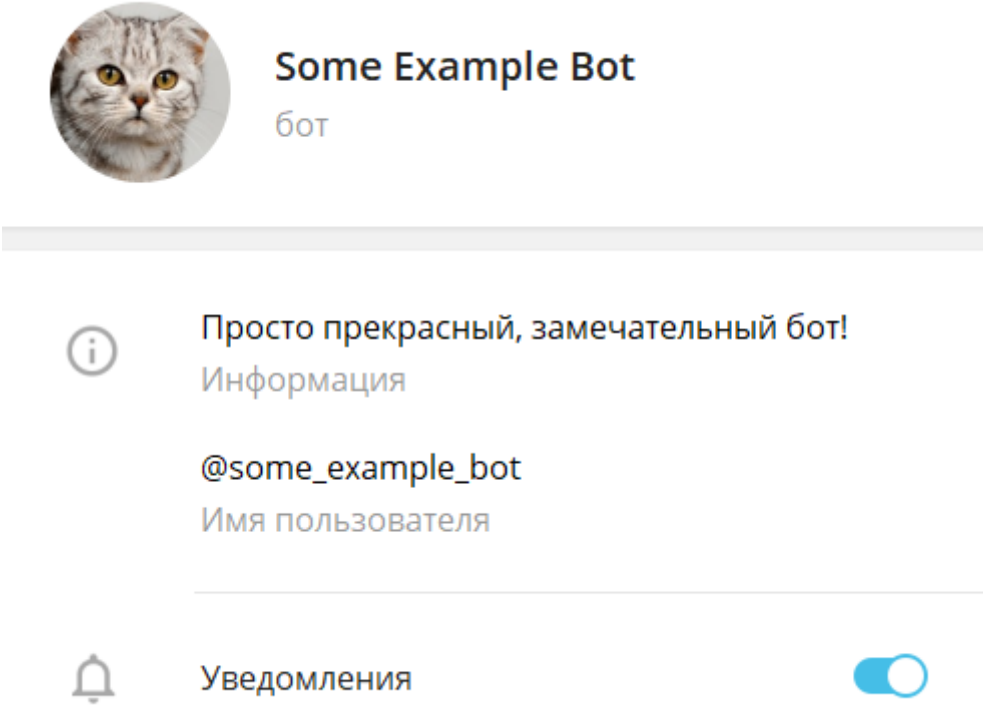 Some Example Bot
бот
Просто прекрасный, замечательный бот!
Информация
@some_example_bot
Имя пользователя
Уведомления